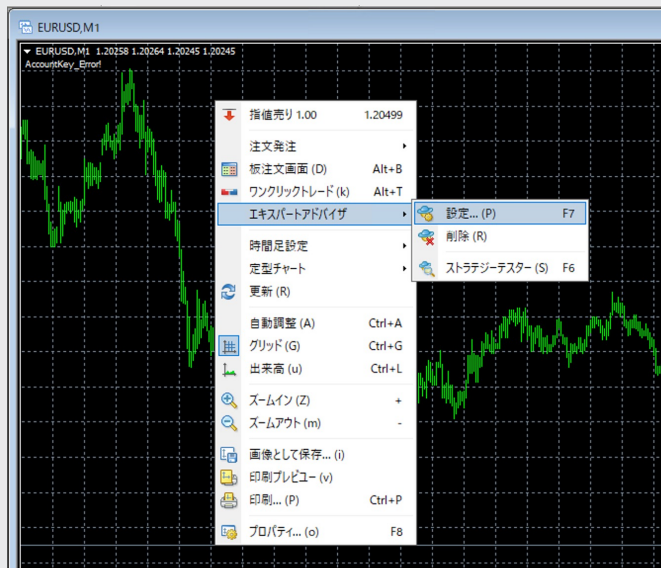 EURUSD,M1
EURUSD,M1 1.20258 1.20264 1.20245 1.20245
AccountKey_Error!
指値売り 1.00 1.20499
注文発注
板注文画面 (D) Alt+B
ワンクリックトレード (k) Alt+T
エキスパートアドバイザ
設定... (P) F7
削除 (R)
ストラテジーテスター (S) F6
時間足設定
定型チャート
更新 (R)
自動調整 (A) Ctrl+A
グリッド (G) Ctrl+G
出来高 (u) Ctrl+L
ズームイン (Z) +
ズームアウト (m) -
画像として保存... (i)
印刷プレビュー (v)
印刷... (P) Ctrl+P
プロパティ... (o) F8